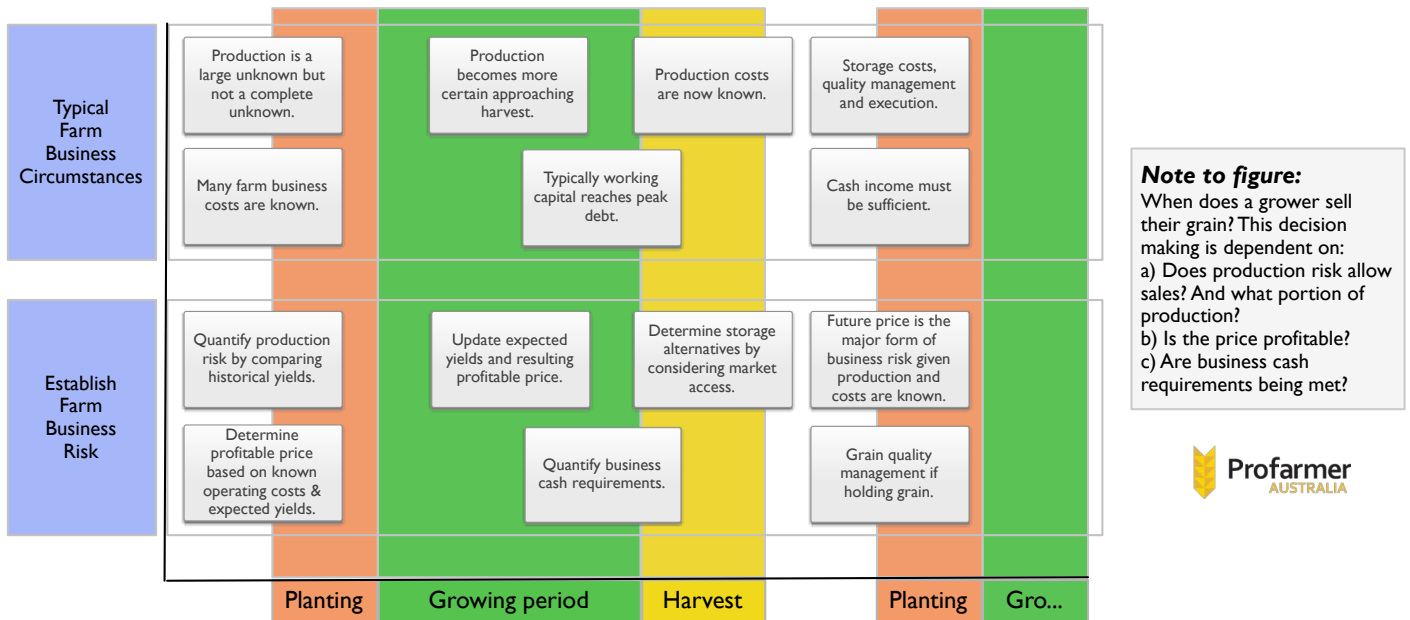 Typical
Farm
Business
Circumstances
Production is a
large unknown but
not a complete
unknown.
Production
becomes more
certain approaching
harvest.
Production costs
are now known.
Storage costs,
quality management
and execution.
Many farm business
costs are known.
Typically working
capital reaches peak
debt.
Cash income must
be sufficient.
Establish
Farm
Business
Risk
Quantify production
risk by comparing
historical yields.
Update expected
yields and resulting
profitable price.
Determine storage
alternatives by
considering market
access.
Future price is the
major form of
business risk given
production and
costs are known.
Determine
profitable price
based on known
operating costs &
expected yields.
Quantify business
cash requirements.
Grain quality
management if
holding grain.
Planting
Growing period
Harvest
Planting
Gro...
Note to figure:
When does a grower sell
their grain? This decision
making is dependent on:
a) Does production risk allow
sales? And what portion of
production?
b) Is the price profitable?
c) Are business cash
requirements being met?
Profarmer
AUSTRALIA